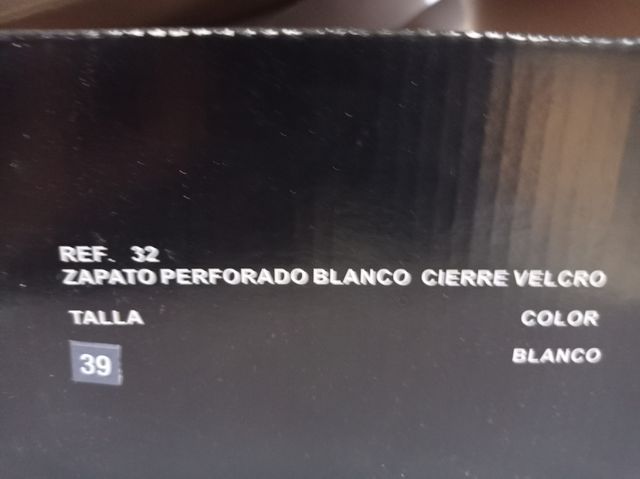 REF. 32
ZAPATO PERFORADO BLANCO CIERRE VELCRO
TALLA COLOR
39 BLANCO